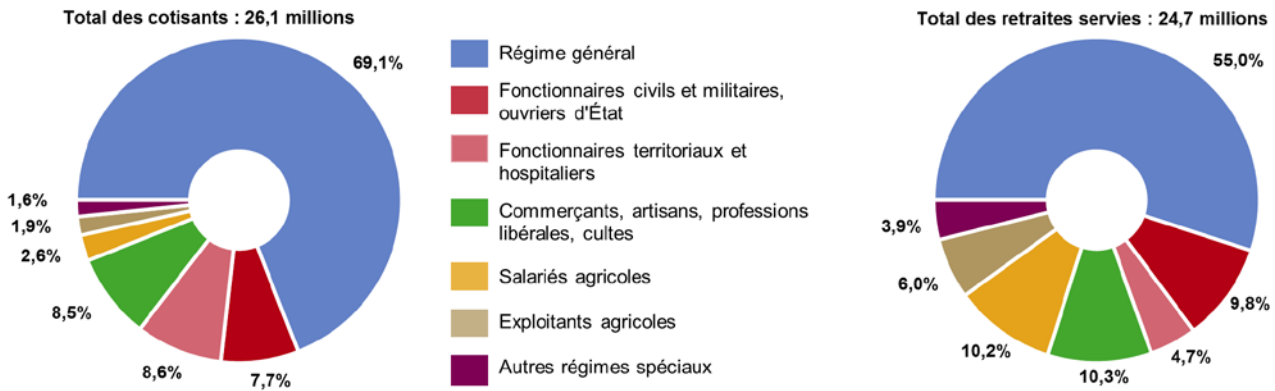 Total des cotisants : 26,1 millions
69,1%
1,6%
1,9%
2,6%
8,5%
8,6%
7,7%
Régime général
Fonctionnaires civils et militaires,
ouvriers d'État
Fonctionnaires territoriaux et
hospitaliers
Commerçants, artisans, professions
libérales, cultes
Salariés agricoles
Exploitants agricoles
Autres régimes spéciaux
Total des retraites servies : 24,7 millions
55,0%
3,9%
6,0%
10,2%
10,3%
4,7%
9,8%